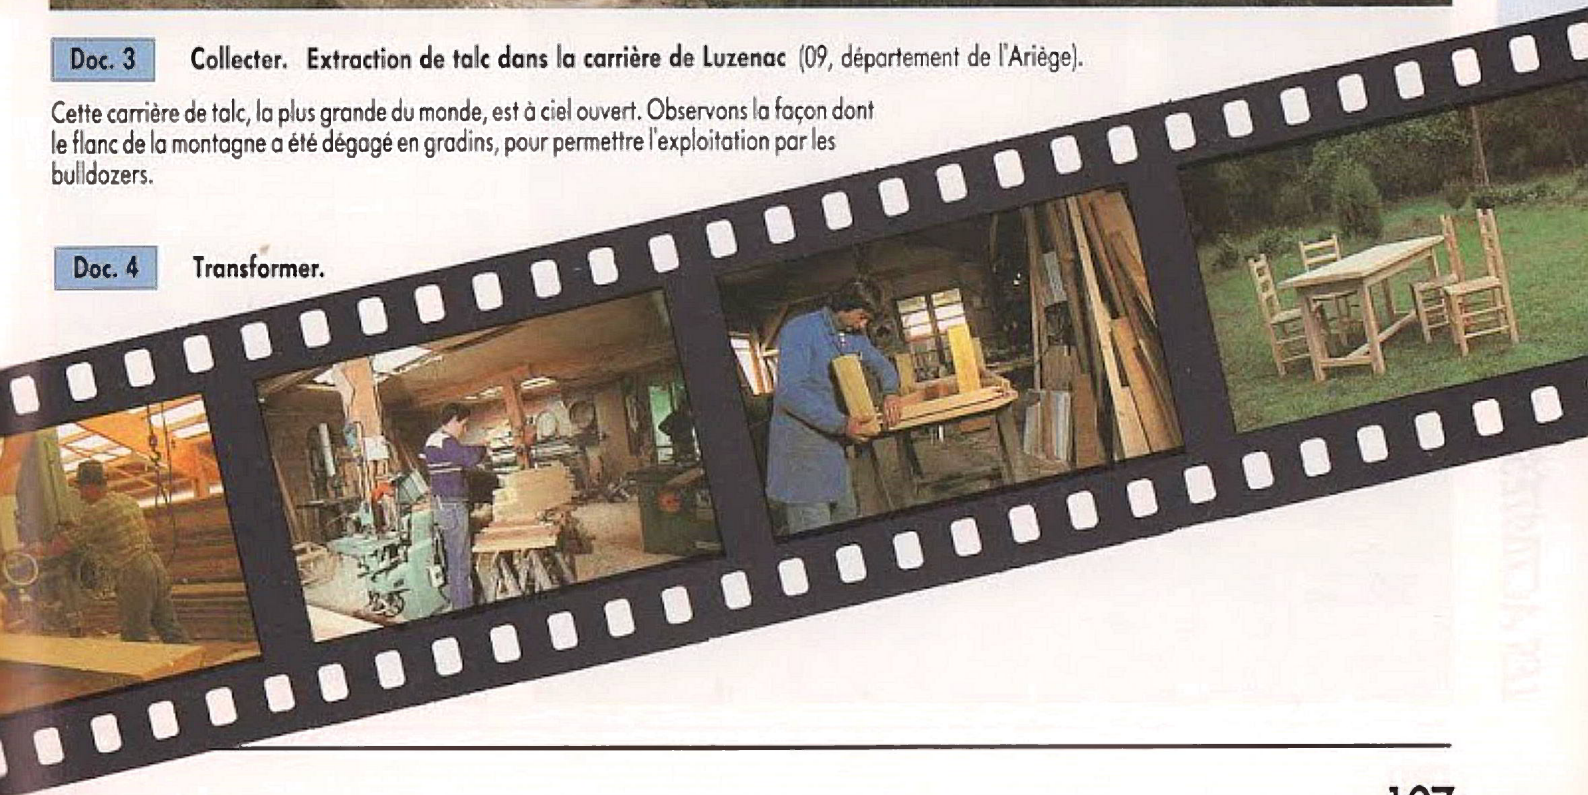 Doc. 3 Collecter. Extraction de talc dans la carrière de Luzenac (09, département de l'Ariège).
Cette carrière de talc, la plus grande du monde, est à ciel ouvert. Observons la façon dont
le flanc de la montagne a été dégagé en gradins, pour permettre l'exploitation par les
bulldozers.
Doc. 4 Transformer.